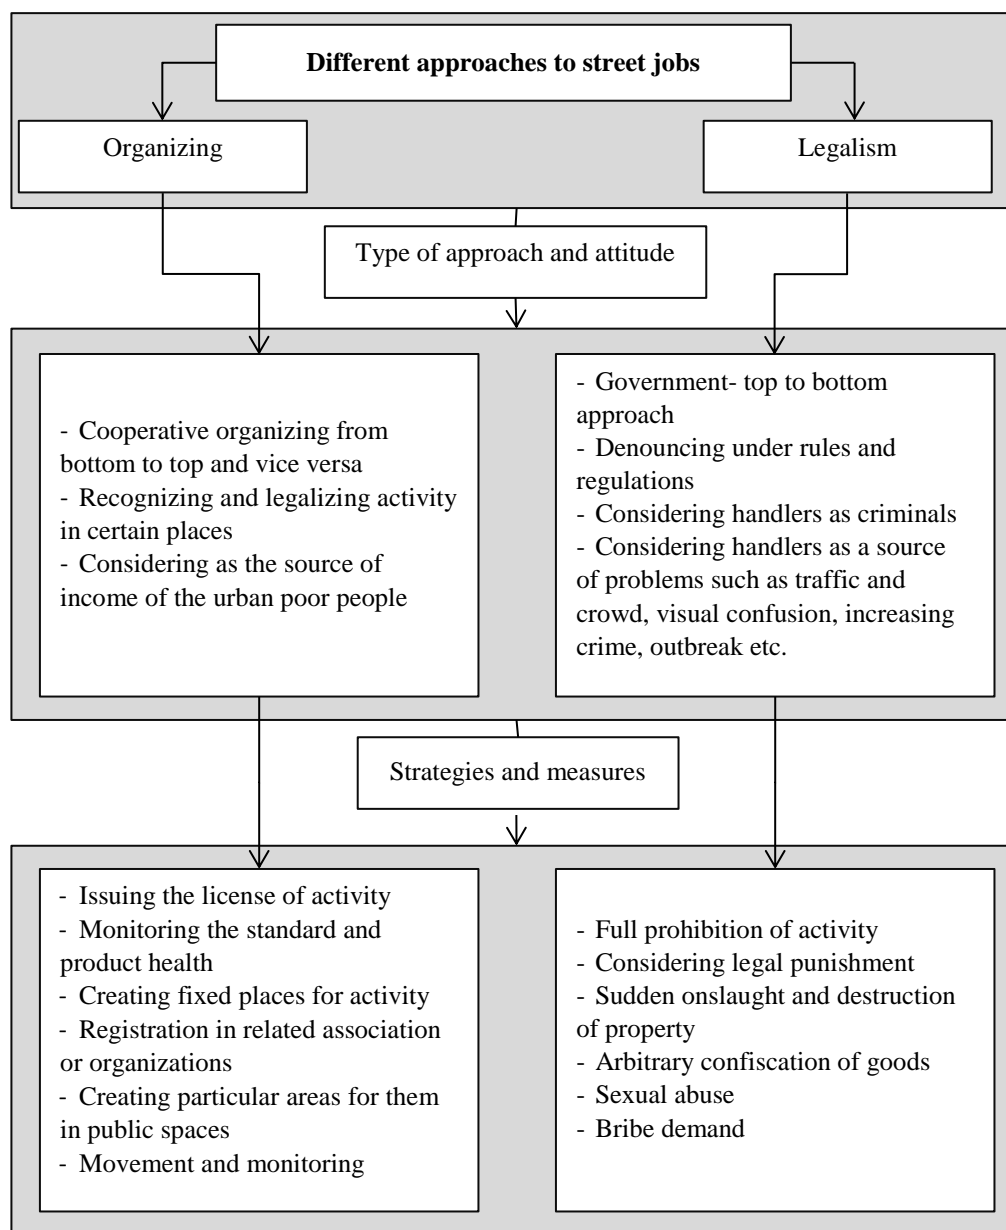 Different approaches to street jobs
Organizing
Legalism
Type of approach and attitude
- Cooperative organizing from
bottom to top and vice versa
- Recognizing and legalizing activity
in certain places
- Considering as the source of
income of the urban poor people
- Government- top to bottom
approach
- Denouncing under rules and
regulations
- Considering handlers as criminals
- Considering handlers as a source
of problems such as traffic and
crowd, visual confusion, increasing
crime, outbreak etc.
Strategies and measures
- Issuing the license of activity
- Monitoring the standard and
product health
- Creating fixed places for activity
- Registration in related association
or organizations
- Creating particular areas for them
in public spaces
- Movement and monitoring
- Full prohibition of activity
- Considering legal punishment
- Sudden onslaught and destruction
of property
- Arbitrary confiscation of goods
- Sexual abuse
- Bribe demand